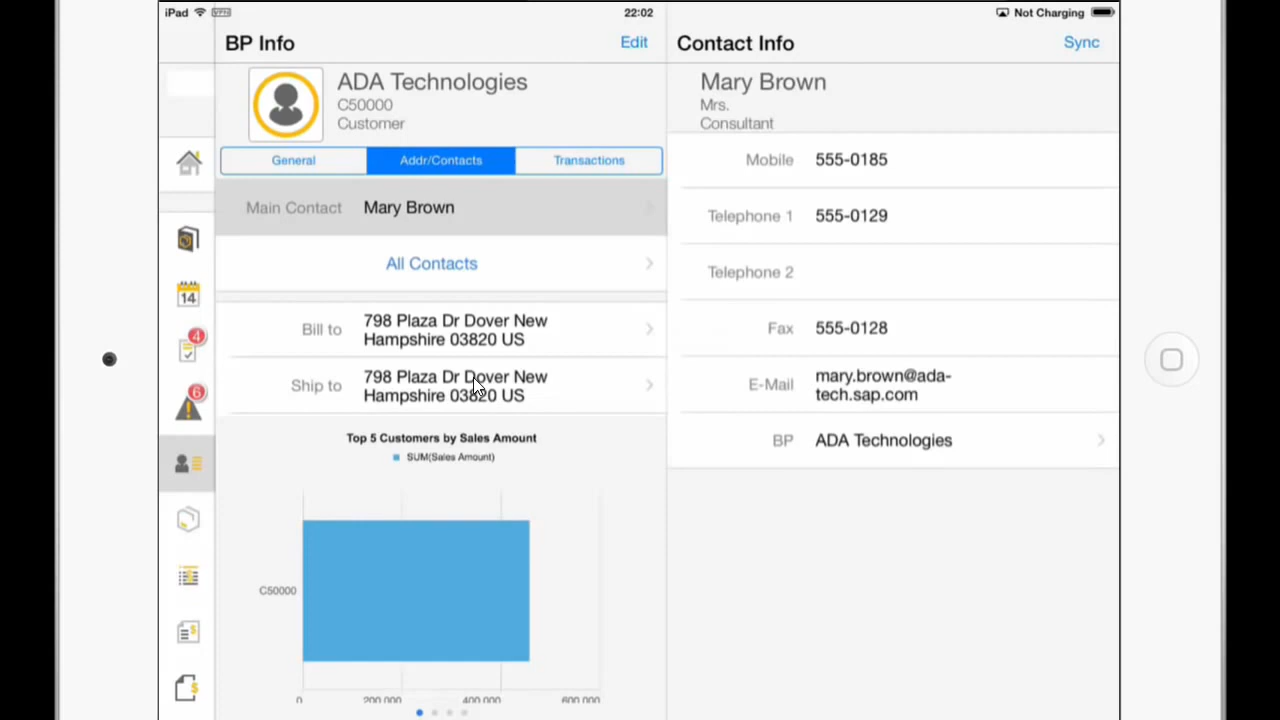 iPad VPN
22:02
Not Charging
BP Info
Edit
Contact Info
Sync
ADA Technologies
C50000
Customer
General
Addr/Contacts
Transactions
Main Contact
Mary Brown
All Contacts
Bill to
798 Plaza Dr Dover New
Hampshire 03820 US
Ship to
798 Plaza Dr Dover New
Hampshire 03820 US
Top 5 Customers by Sales Amount
SUM(Sales Amount)
C50000
0
200,000
400,000
600,000
14
4
6
Mary Brown
Mrs.
Consultant
Mobile
555-0185
Telephone 1
555-0129
Telephone 2
Fax
555-0128
E-Mail
mary.brown@ada-
tech.sap.com
BP
ADA Technologies